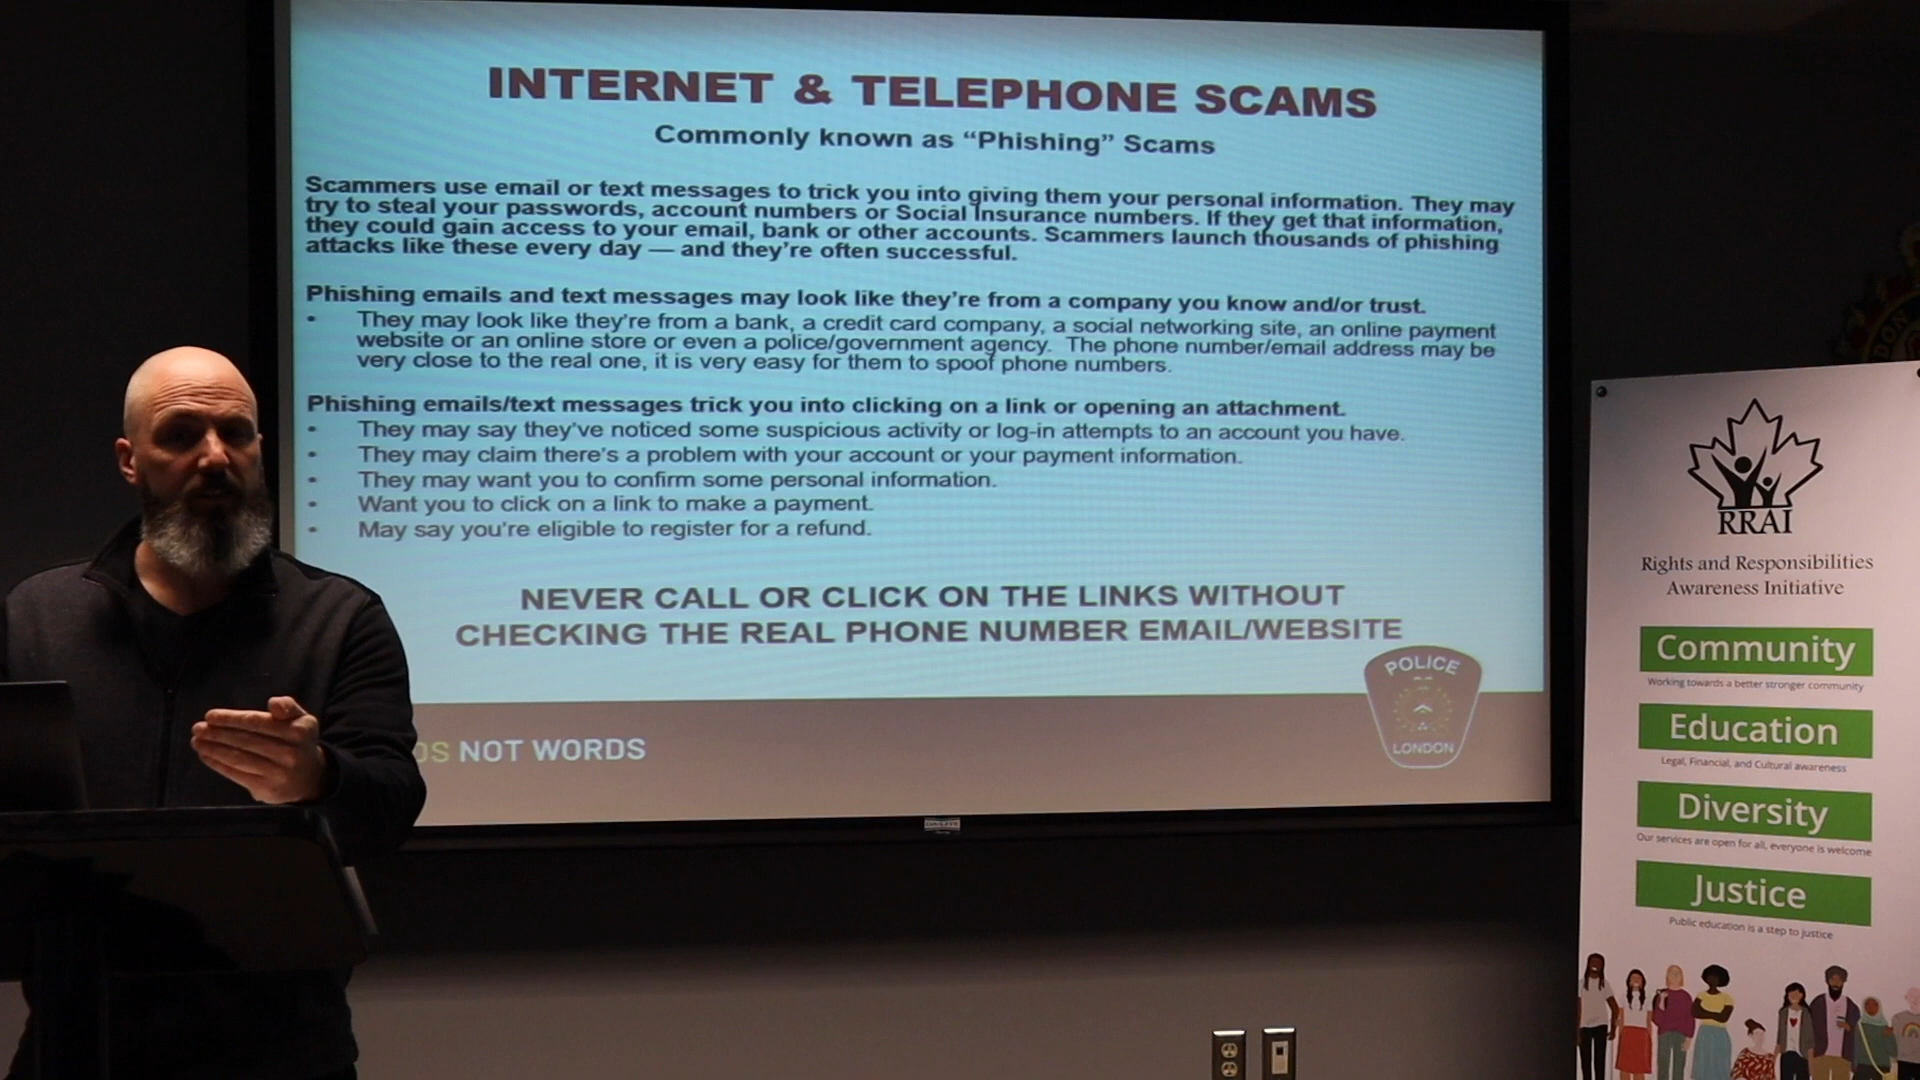 INTERNET & TELEPHONE SCAMS
Commonly known as “Phishing” Scams
Scammers use email or text messages to trick you into giving them your personal information. They may
try to steal your passwords, account numbers or Social Insurance numbers. If they get that information,
they could gain access to your email, bank or other accounts. Scammers launch thousands of phishing
attacks like these every day — and they’re often successful.
Phishing emails and text messages may look like they’re from a company you know and/or trust.
• They may look like they’re from a bank, a credit card company, a social networking site, an online payment
website or an online store or even a police/government agency. The phone number/email address may be
very close to the real one, it is very easy for them to spoof phone numbers.
Phishing emails/text messages trick you into clicking on a link or opening an attachment.
• They may say they’ve noticed some suspicious activity or log-in attempts to an account you have.
• They may claim there’s a problem with your account or your payment information.
• They may want you to confirm some personal information.
• Want you to click on a link to make a payment.
• May say you’re eligible to register for a refund.
NEVER CALL OR CLICK ON THE LINKS WITHOUT
CHECKING THE REAL PHONE NUMBER EMAIL/WEBSITE
POLICE
LONDON
DS NOT WORDS
RRAI
Rights and Responsibilities
Awareness Initiative
Community
Working towards a better stronger community
Education
Legal, Financial, and Cultural awareness
Diversity
Our services are open for all, everyone is welcome
Justice
Public education is a step to justice